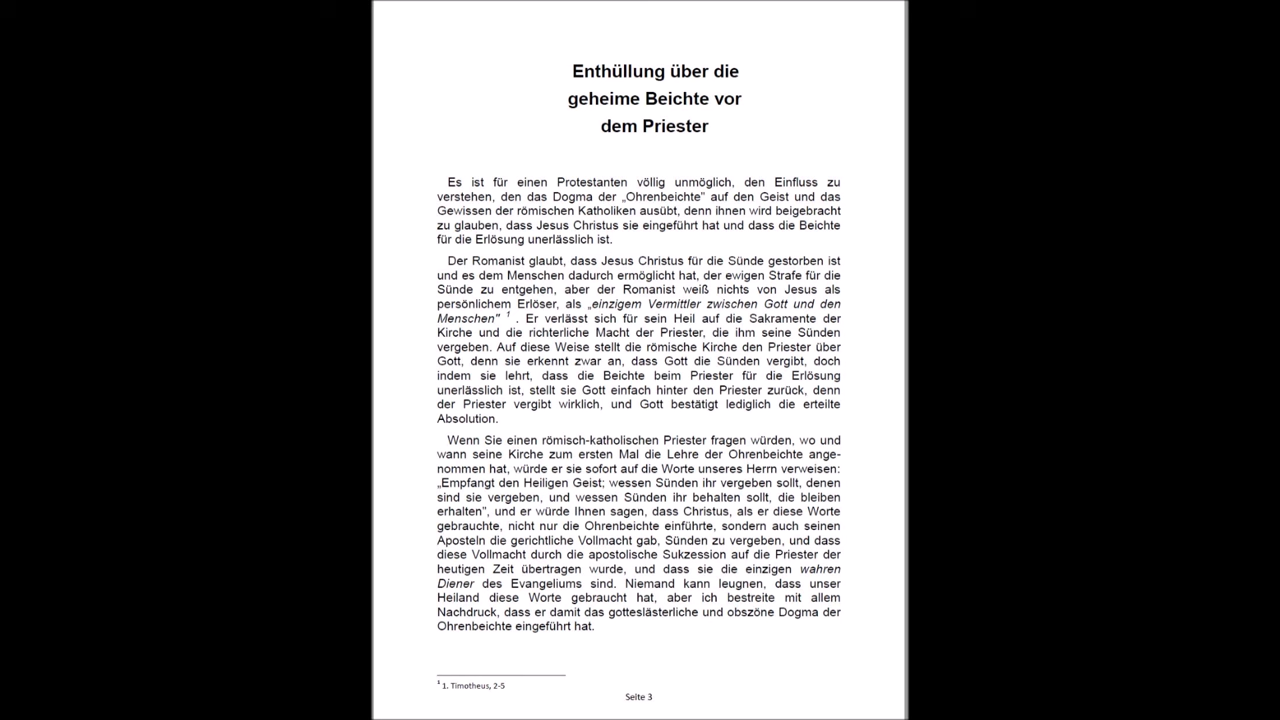 Enthüllung über die
geheime Beichte vor
dem Priester
Es ist für einen Protestanten völlig unmöglich, den Einfluss zu
verstehen, den das Dogma der „Ohrenbeichte" auf den Geist und das
Gewissen der römischen Katholiken ausübt, denn ihnen wird beigebracht
zu glauben, dass Jesus Christus sie eingeführt hat und dass die Beichte
für die Erlösung unerlässlich ist.
Der Romanist glaubt, dass Jesus Christus für die Sünde gestorben ist
und es dem Menschen dadurch ermöglicht hat, der ewigen Strafe für die
Sünde zu entgehen, aber der Romanist weiß nichts von Jesus als
persönlichem Erlöser, als „einzigem Vermittler zwischen Gott und den
Menschen" 1 . Er verlässt sich für sein Heil auf die Sakramente der
Kirche und die richterliche Macht der Priester, die ihm seine Sünden
vergeben. Auf diese Weise stellt die römische Kirche den Priester über
Gott, denn sie erkennt zwar an, dass Gott die Sünden vergibt, doch
indem sie lehrt, dass die Beichte beim Priester für die Erlösung
unerlässlich ist, stellt sie Gott einfach hinter den Priester zurück, denn
der Priester vergibt wirklich, und Gott bestätigt lediglich die erteilte
Absolution.
Wenn Sie einen römisch-katholischen Priester fragen würden, wo und
wann seine Kirche zum ersten Mal die Lehre der Ohrenbeichte ange-
nommen hat, würde er sie sofort auf die Worte unseres Herrn verweisen:
„Empfangt den Heiligen Geist; wessen Sünden ihr vergeben sollt, denen
sind sie vergeben, und wessen Sünden ihr behalten sollt, die bleiben
erhalten", und er würde Ihnen sagen, dass Christus, als er diese Worte
gebrauchte, nicht nur die Ohrenbeichte einführte, sondern auch seinen
Aposteln die gerichtliche Vollmacht gab, Sünden zu vergeben, und dass
diese Vollmacht durch die apostolische Sukzession auf die Priester der
heutigen Zeit übertragen wurde, und dass sie die einzigen wahren
Diener des Evangeliums sind. Niemand kann leugnen, dass unser
Heiland diese Worte gebraucht hat, aber ich bestreite mit allem
Nachdruck, dass er damit das gotteslästerliche und obszöne Dogma der
Ohrenbeichte eingeführt hat.
1 1. Timotheus, 2-5
Seite 3